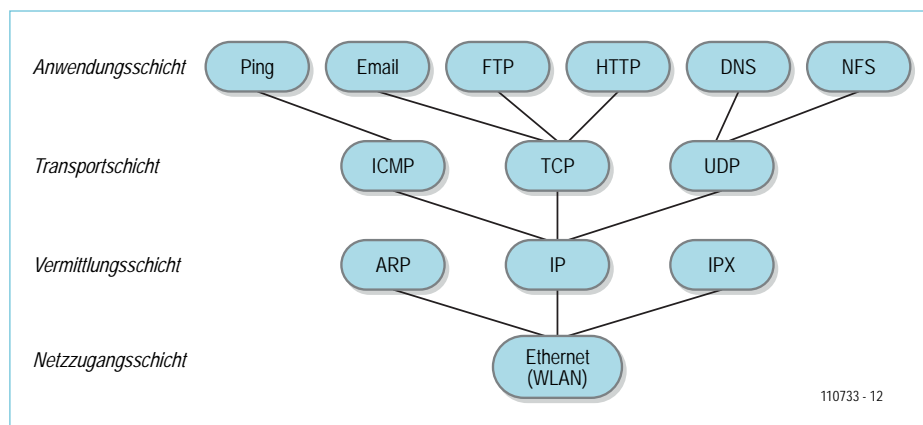 Anwendungsschicht Ping Email FTP HTTP DNS NFS
Transportschicht ICMP TCP UDP
Vermittlungsschicht ARP IP IPX
Netzzugangsschicht Ethernet
(WLAN)
110733 - 12